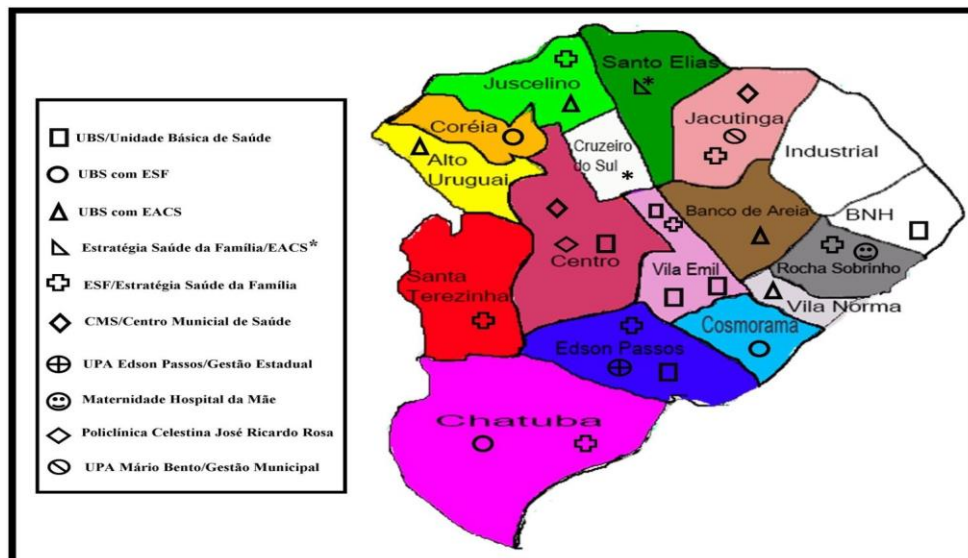 UBS/Unidade Básica de Saúde
UBS com ESF
UBS com EACS
Estratégia Saúde da Família/EACS*
ESF/Estratégia Saúde da Família
CMS/Centro Municial de Saúde
UPA Edson Passos/Gestão Estadual
Maternidade Hospital da Mãe
Policlínica Celestina José Ricardo Rosa
UPA Mário Bento/Gestão Municipal
Santo Elias
*
Juscelino
Jacutinga
Coréia
Cruzeiro
do Sul
*
Industrial
Alto
Uruguai
Banco de Areia
BNH
Centro
Vila Emil
Rocha Sobrinho
Santa
Terezinha
Vila Norma
Cosmorama
Edson Passos
Chatuba